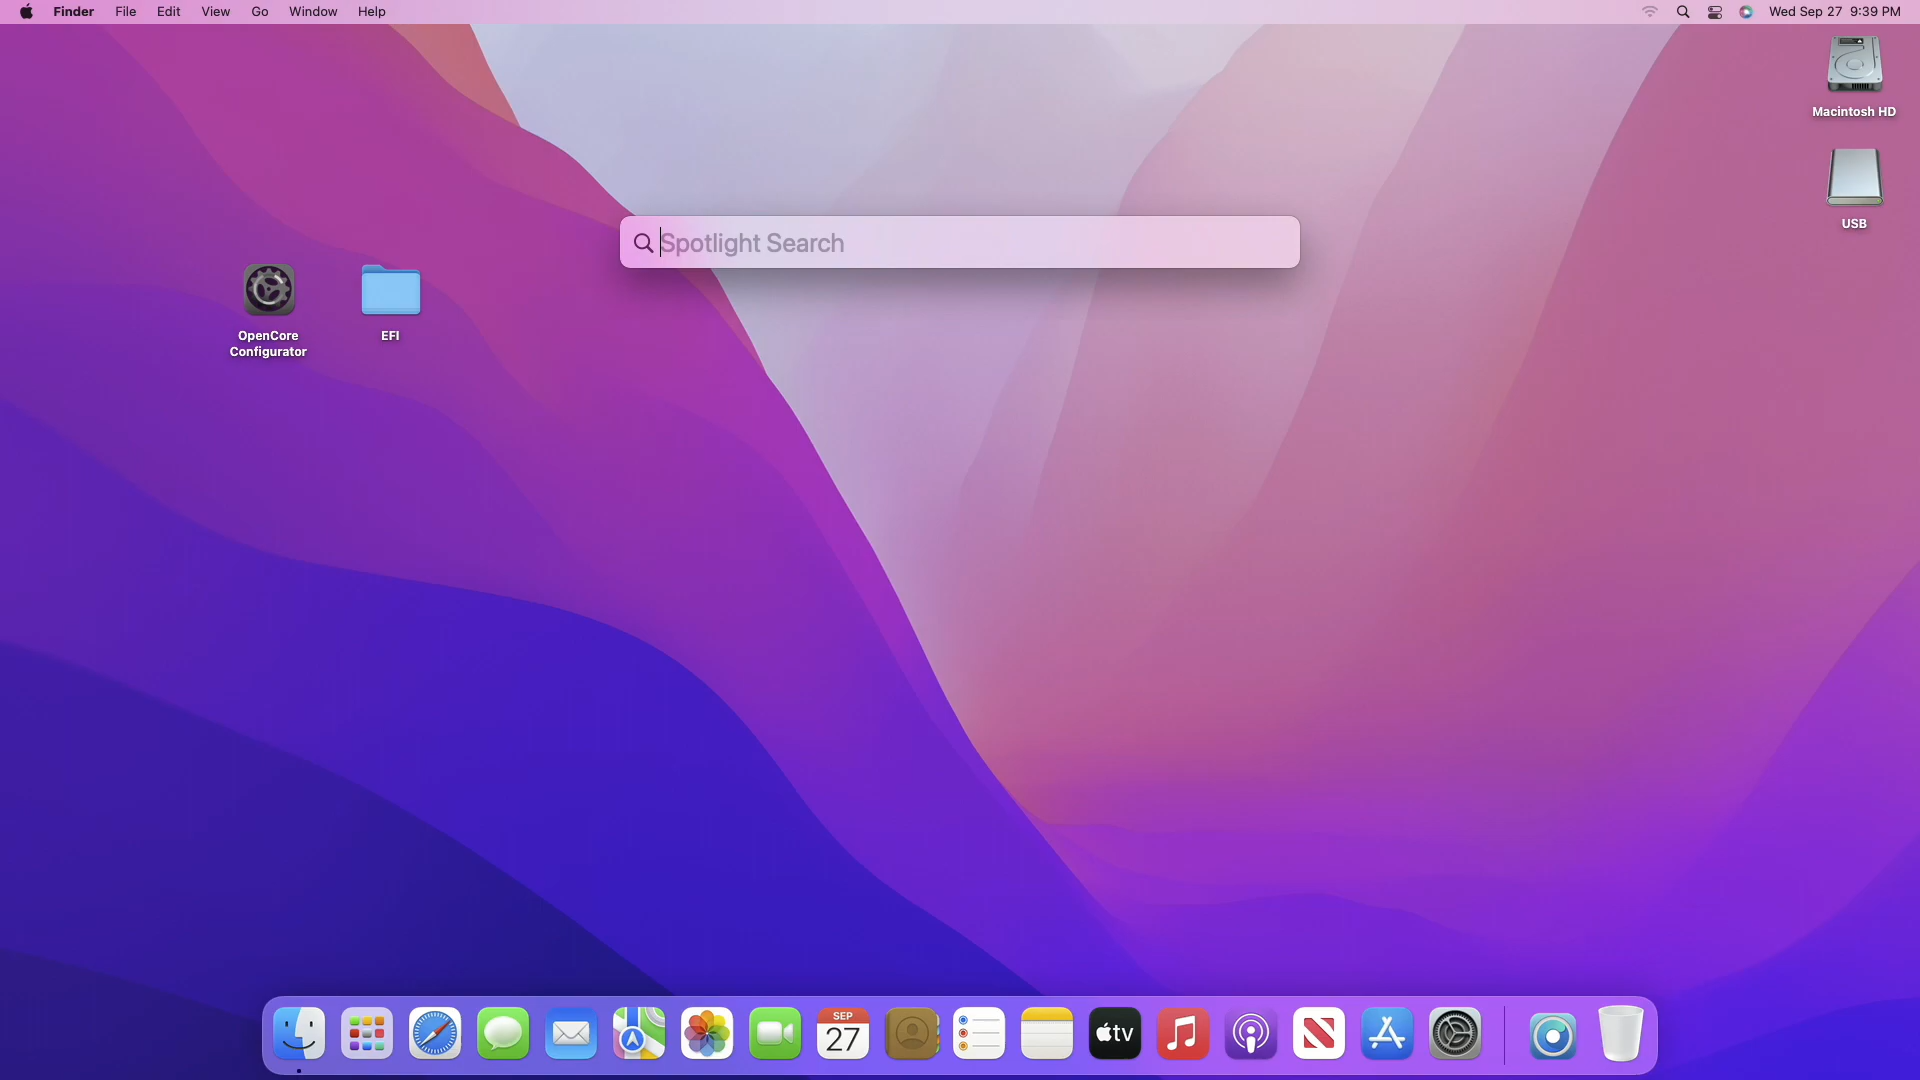 Finder File Edit View Go Window Help
Wed Sep 27 9:39 PM
Macintosh HD
USB
Spotlight Search
OpenCore
Configurator
EFI
SEP
27
tv